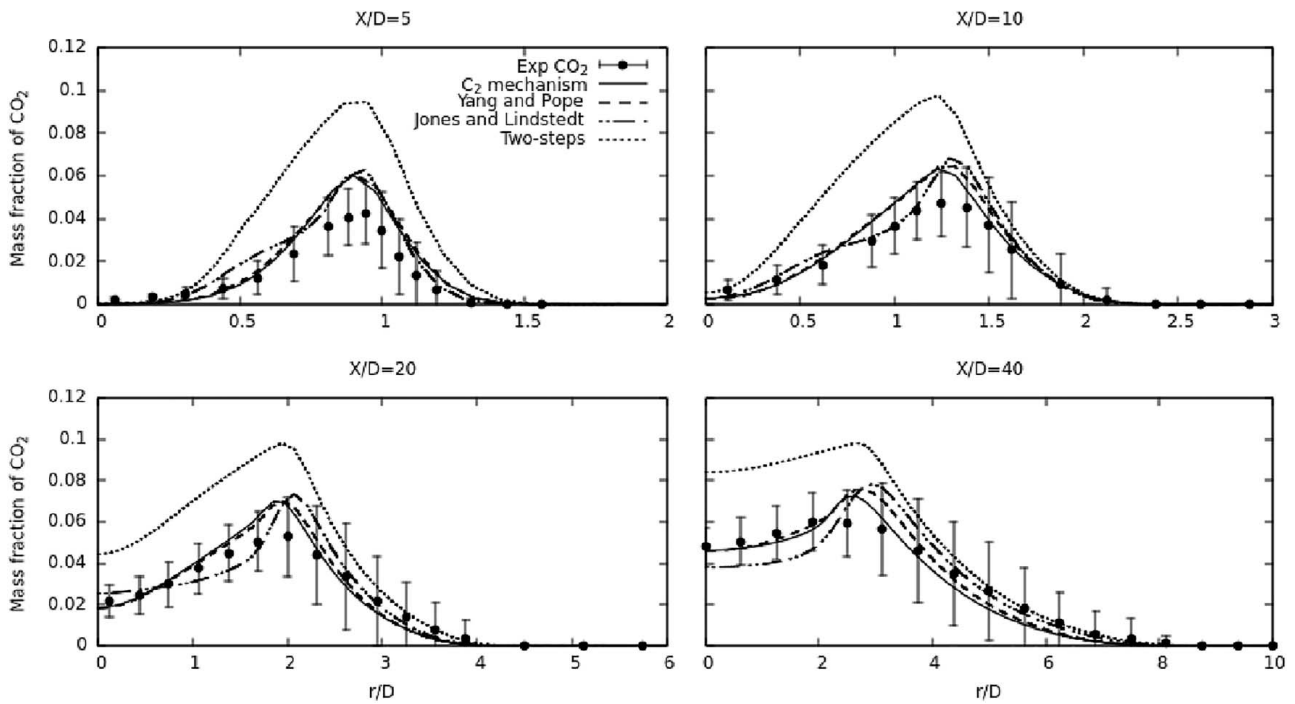 X/D=5
0.12
0.1
0.08
0.06
0.04
0.02
0
Mass fraction of CO₂
Exp CO₂
C₂ mechanism
Yang and Pope
Jones and Lindstedt
Two-steps
0 0.5 1 1.5 2
X/D=10
0 0.5 1 1.5 2 2.5 3
X/D=20
0.12
0.1
0.08
0.06
0.04
0.02
0
Mass fraction of CO₂
0 1 2 3 4 5 6
r/D
X/D=40
0 2 4 6 8 10
r/D